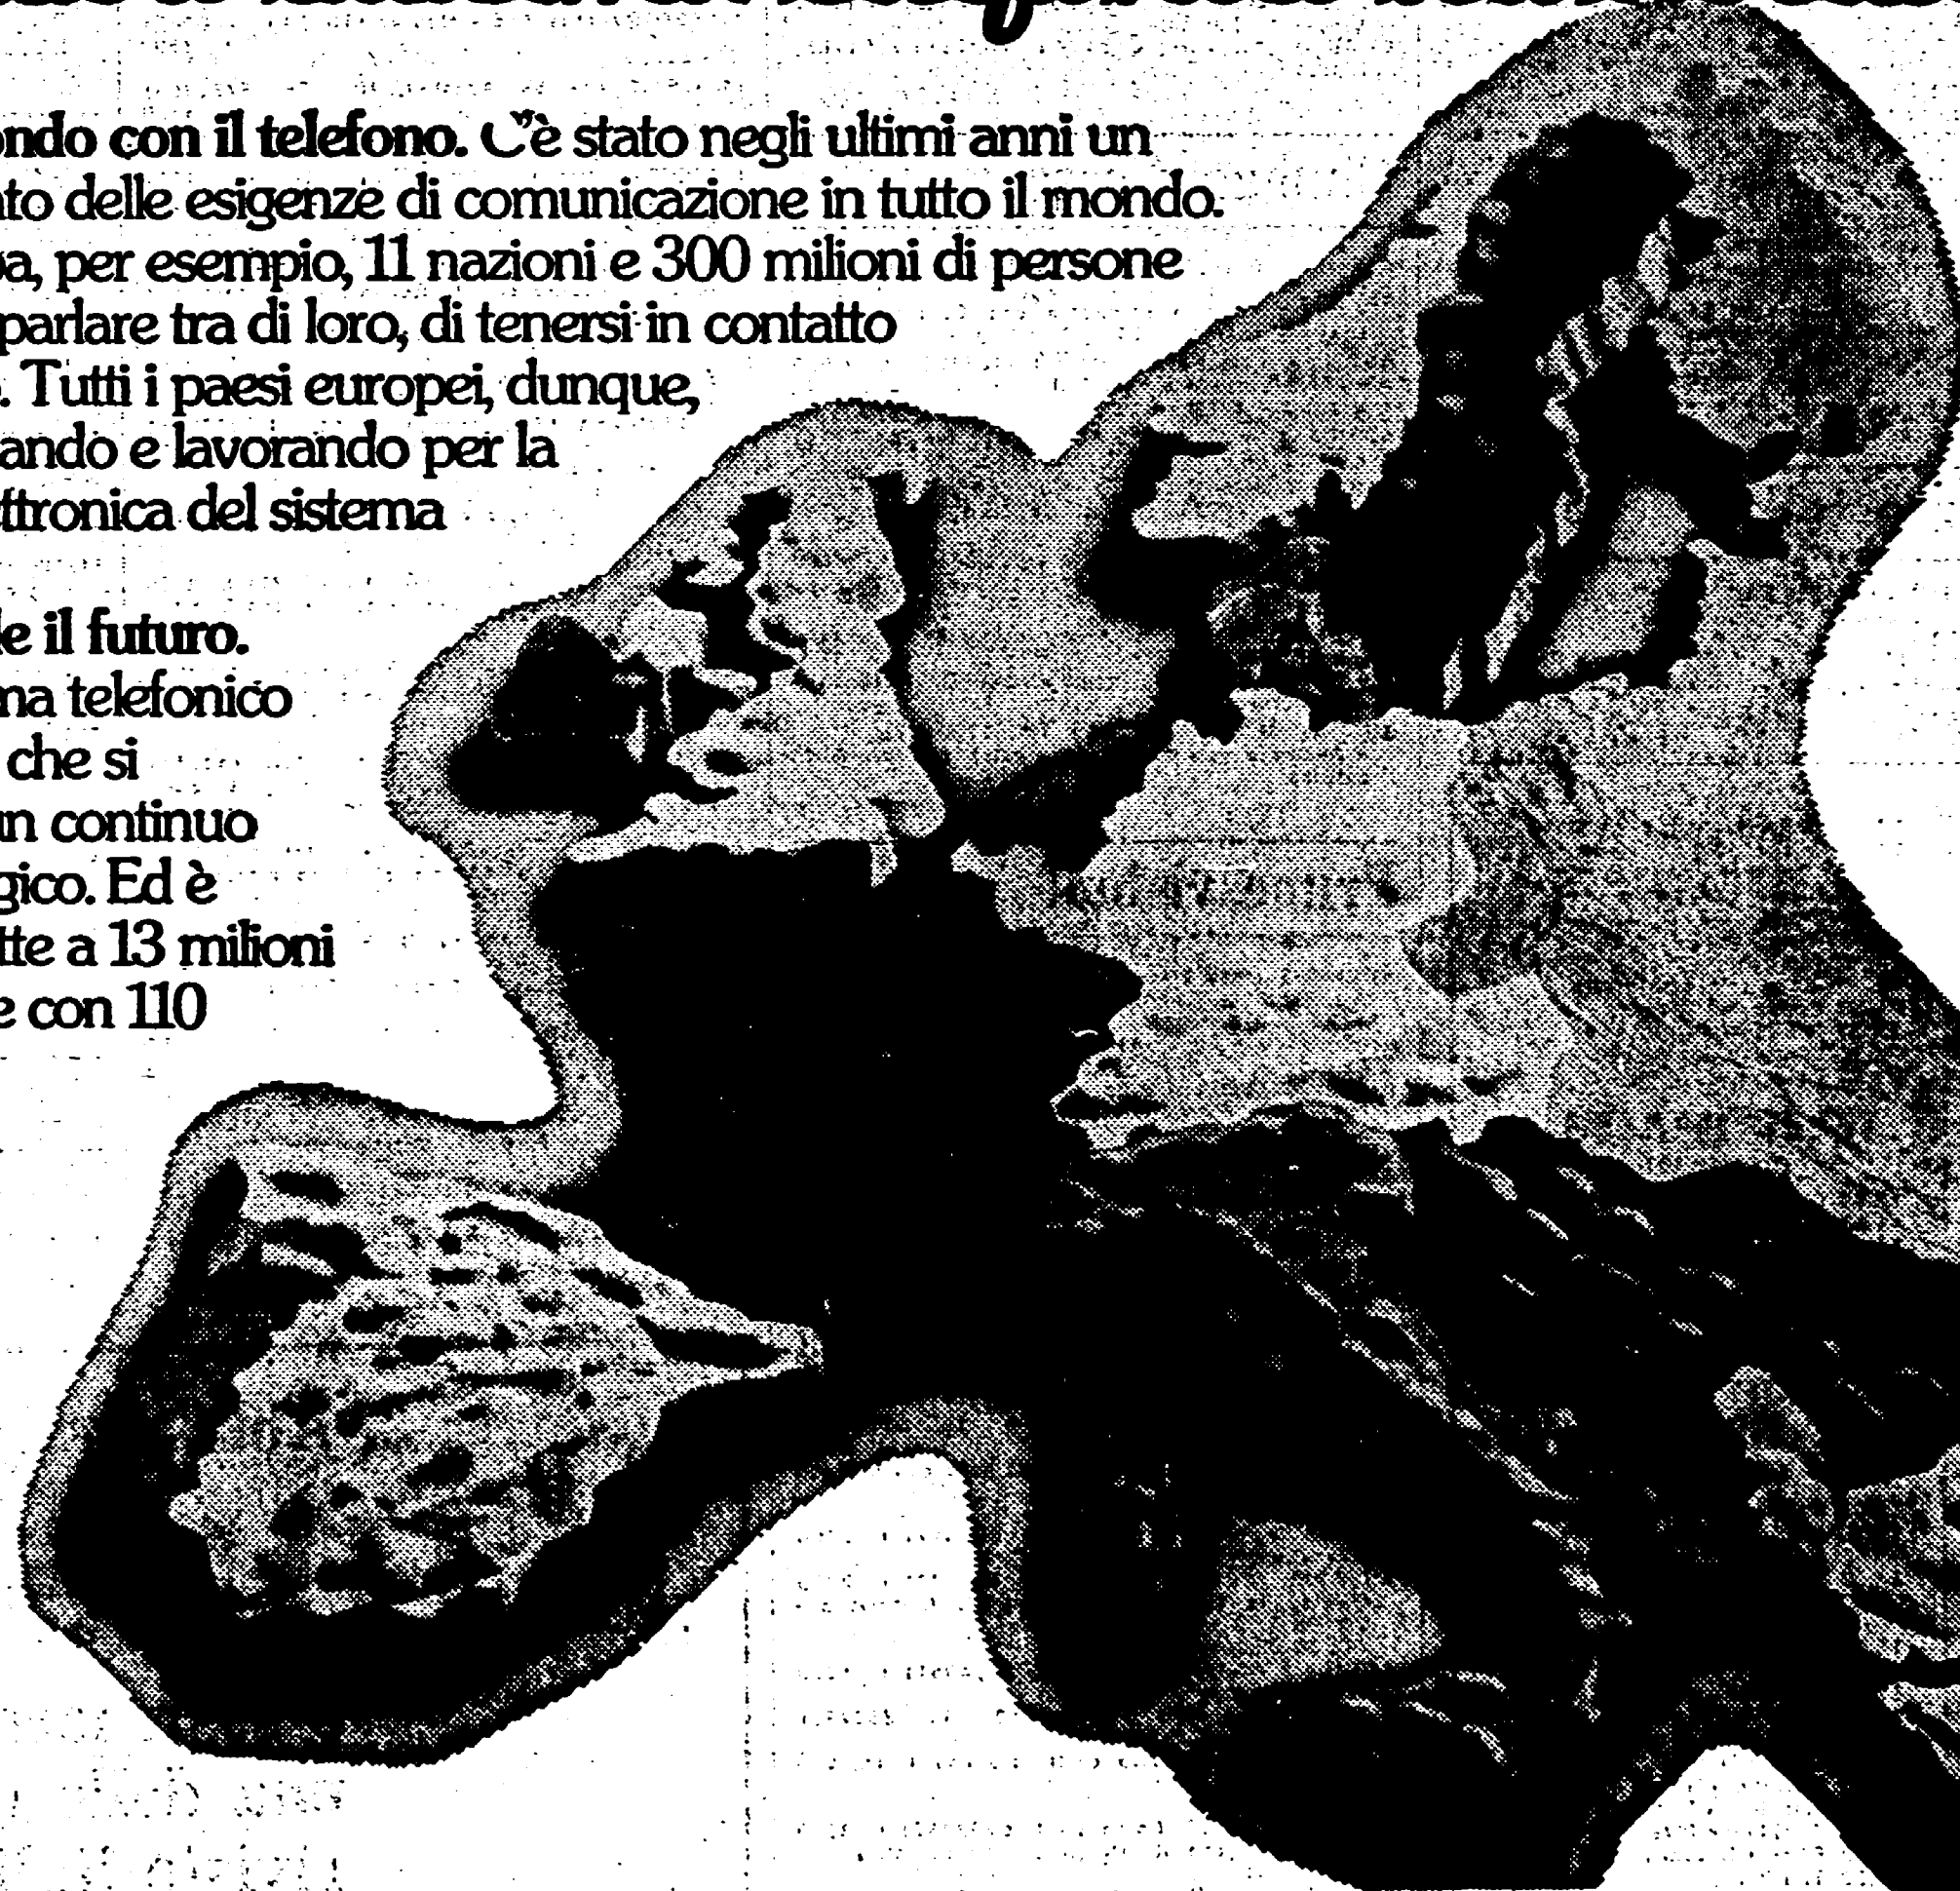 ndo con il telefono. C'è stato negli ultimi anni un
to delle esigenze di comunicazione in tutto il mondo.
a, per esempio, 11 nazioni e 300 milioni di persone
parlare tra di loro, di tenersi in contatto
. Tutti i paesi europei, dunque,
ando e lavorando per la
ttronica del sistema
e il futuro.
ma telefonico
che si
un continuo
gico. Ed è
tte a 13 milioni
e con 110